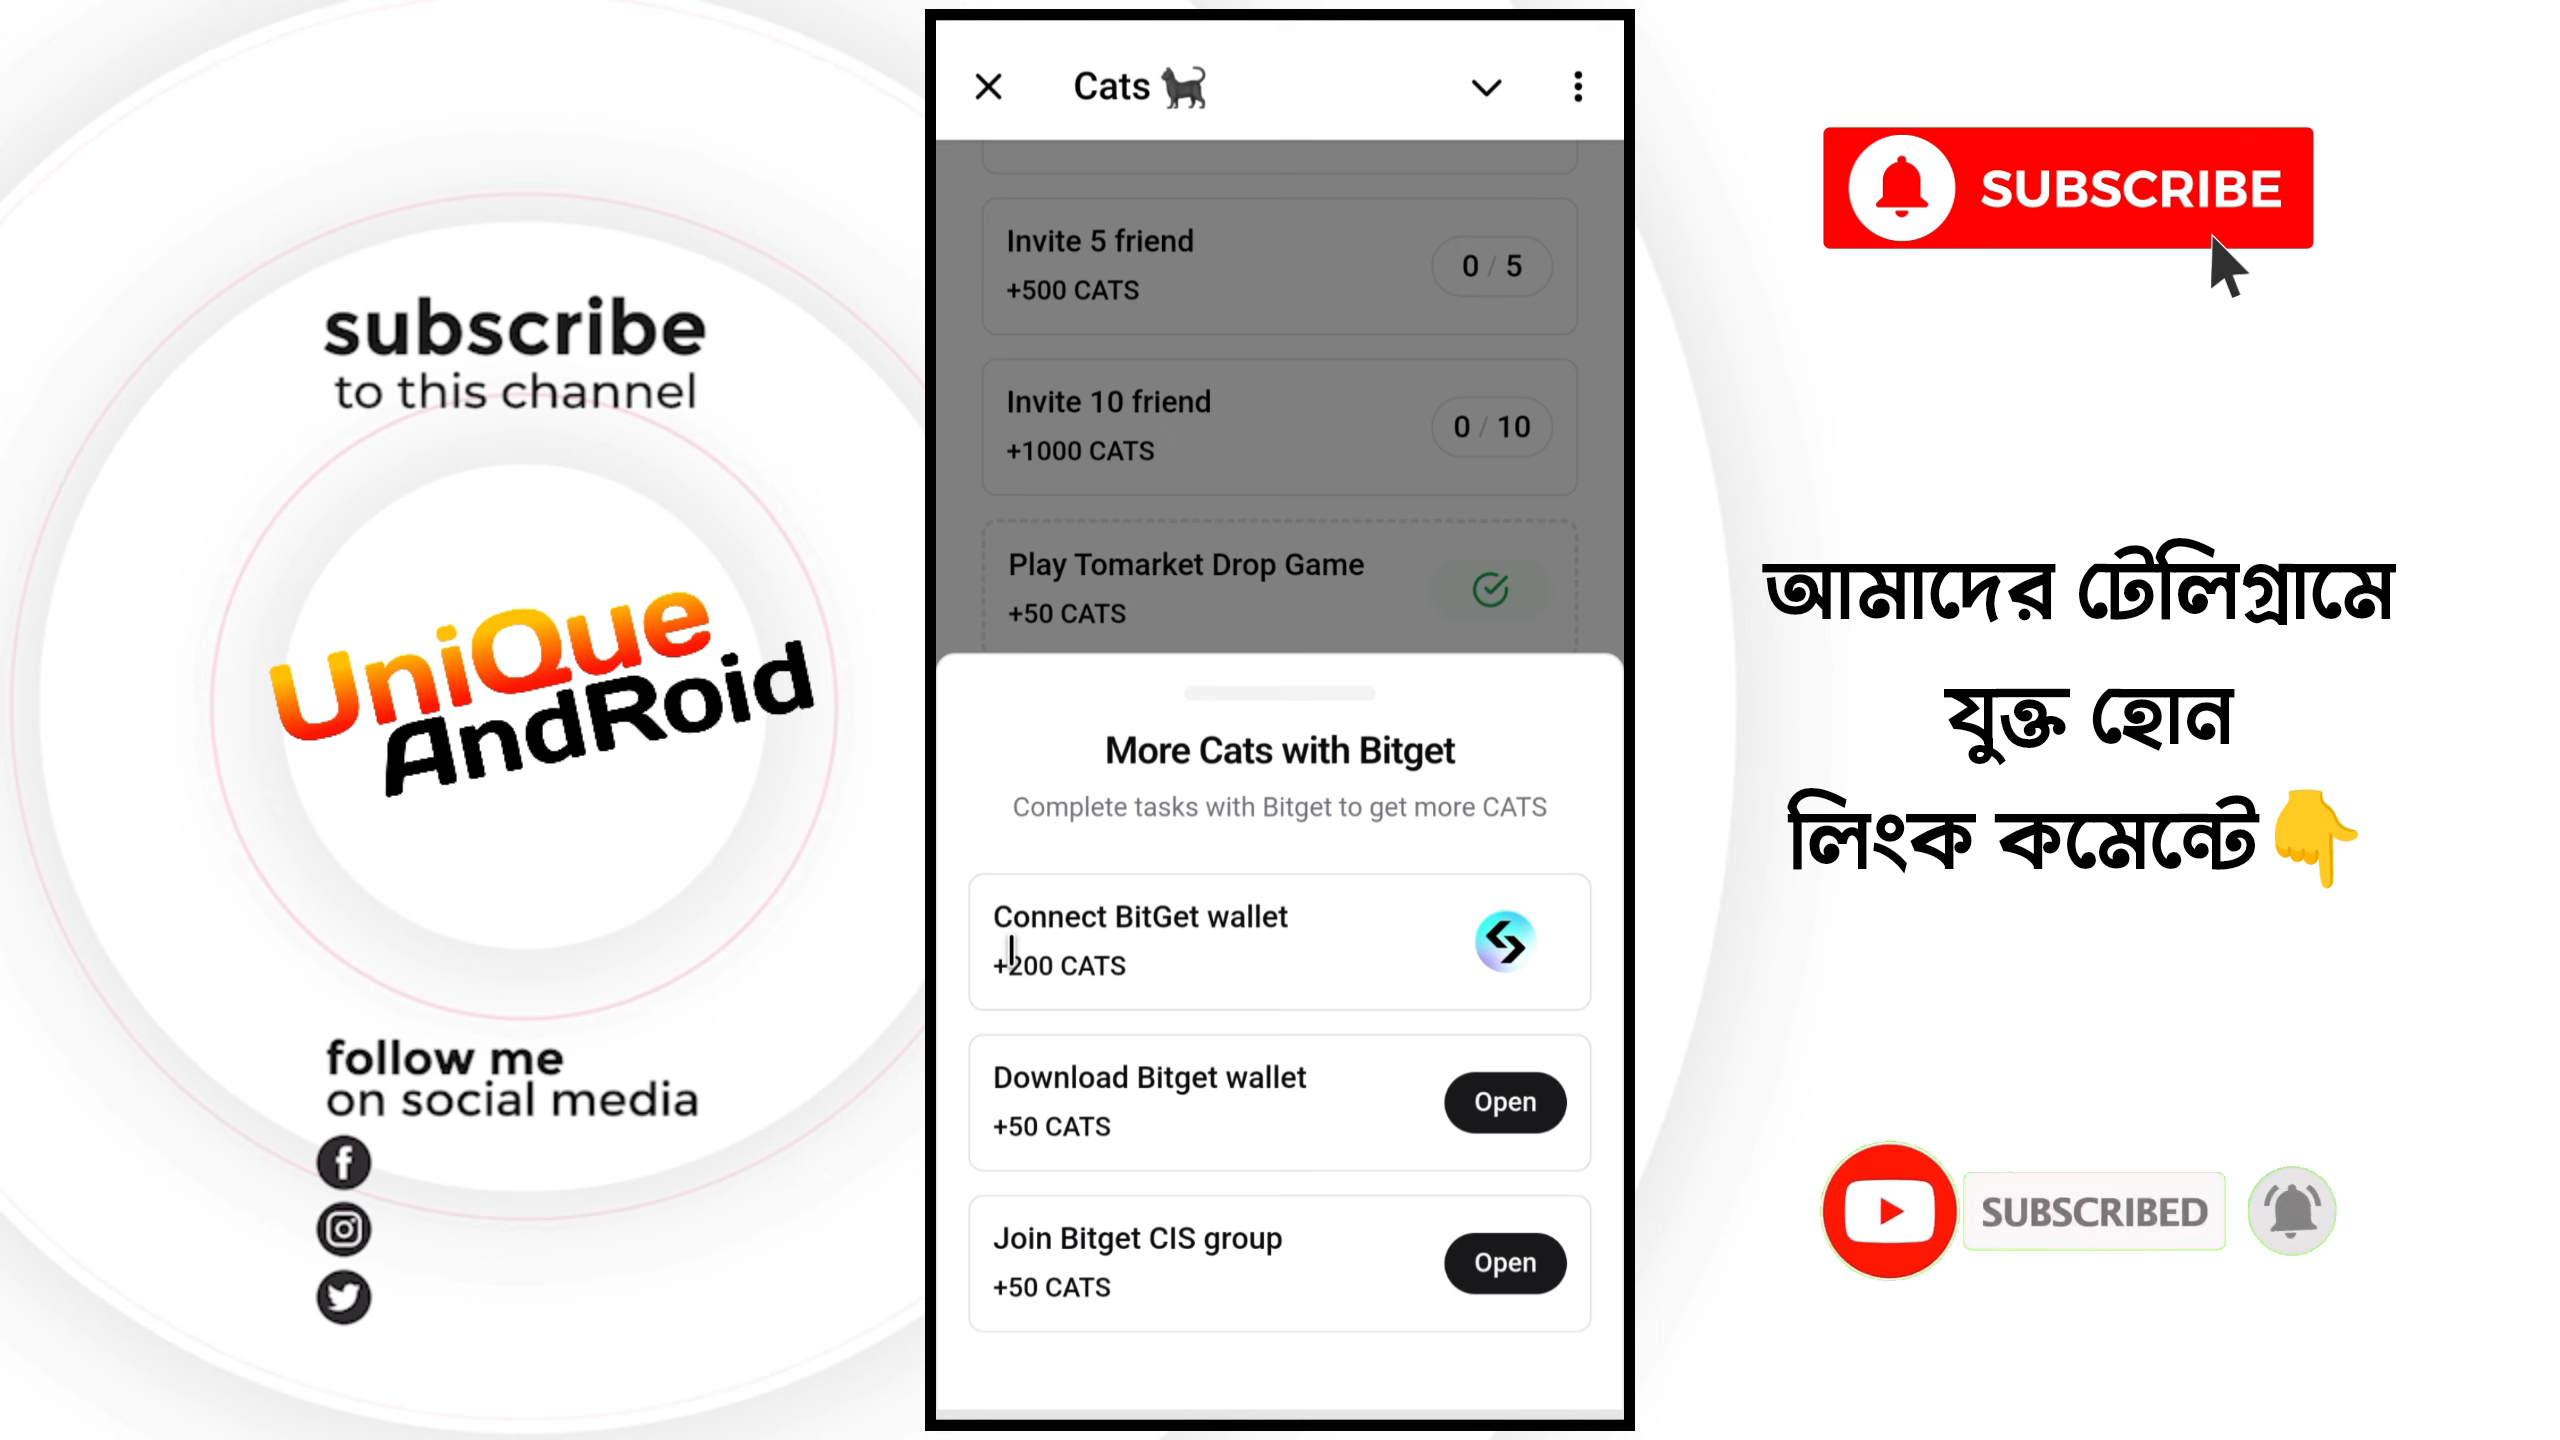 subscribe
to this channel
UniQue
AndRoid
follow me
on social media
Cats
Invite 5 friend
+500 CATS
0 / 5
Invite 10 friend
+1000 CATS
0 / 10
Play Tomarket Drop Game
+50 CATS
More Cats with Bitget
Complete tasks with Bitget to get more CATS
Connect BitGet wallet
+200 CATS
Download Bitget wallet
+50 CATS
Open
Join Bitget CIS group
+50 CATS
Open
SUBSCRIBE
আমাদের টেলিগ্রামে
যুক্ত হোন
লিংক কমেন্টে👇
SUBSCRIBED